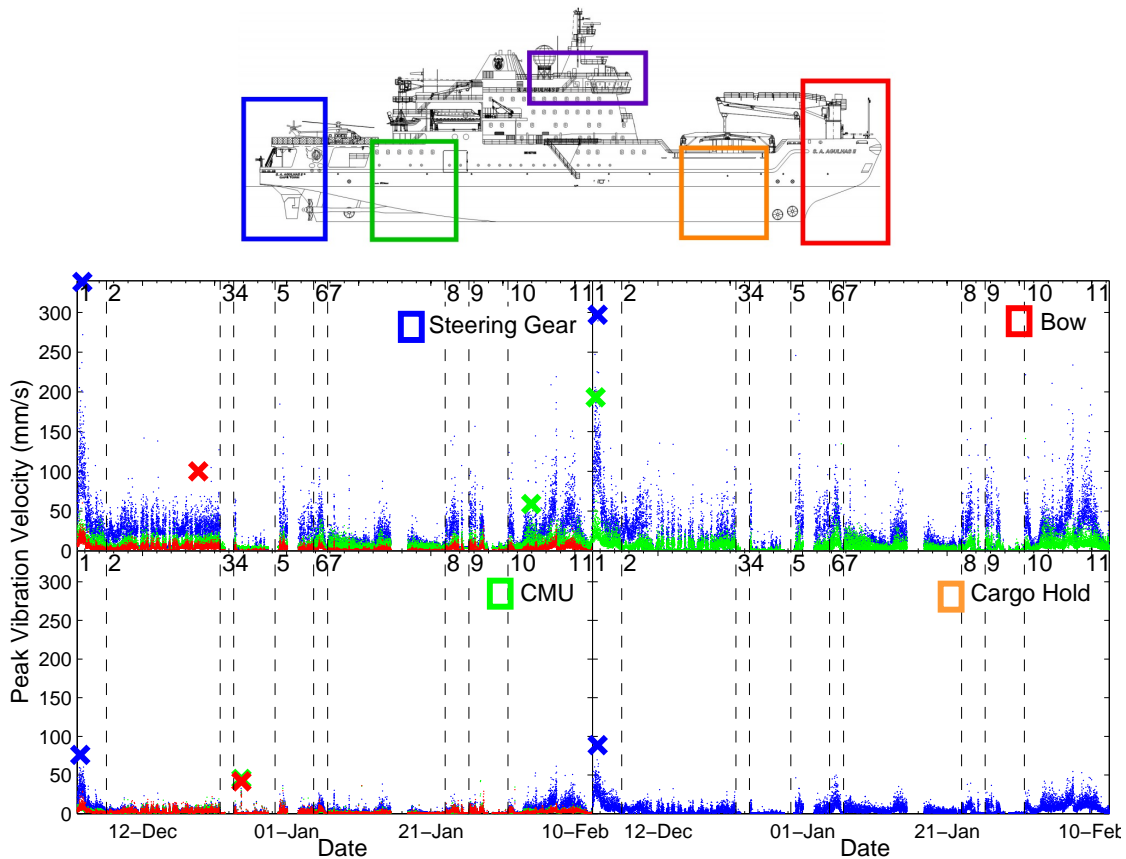 S. A. AGULHAS II
S. A. AGULHAS II
S. A. AGULHAS II
CAPE TOWN
1 2 34 5 67 8 9 10 11 1 2 34 5 67 8 9 10 11
Steering Gear
Bow
300
250
200
150
100
50
0
1 2 34 5 67 8 9 10 11 1 2 34 5 67 8 9 10 11
CMU
Cargo Hold
300
250
200
150
100
50
0
Peak Vibration Velocity (mm/s)
12−Dec 01−Jan 21−Jan 10−Feb 12−Dec 01−Jan 21−Jan 10−Feb
Date Date